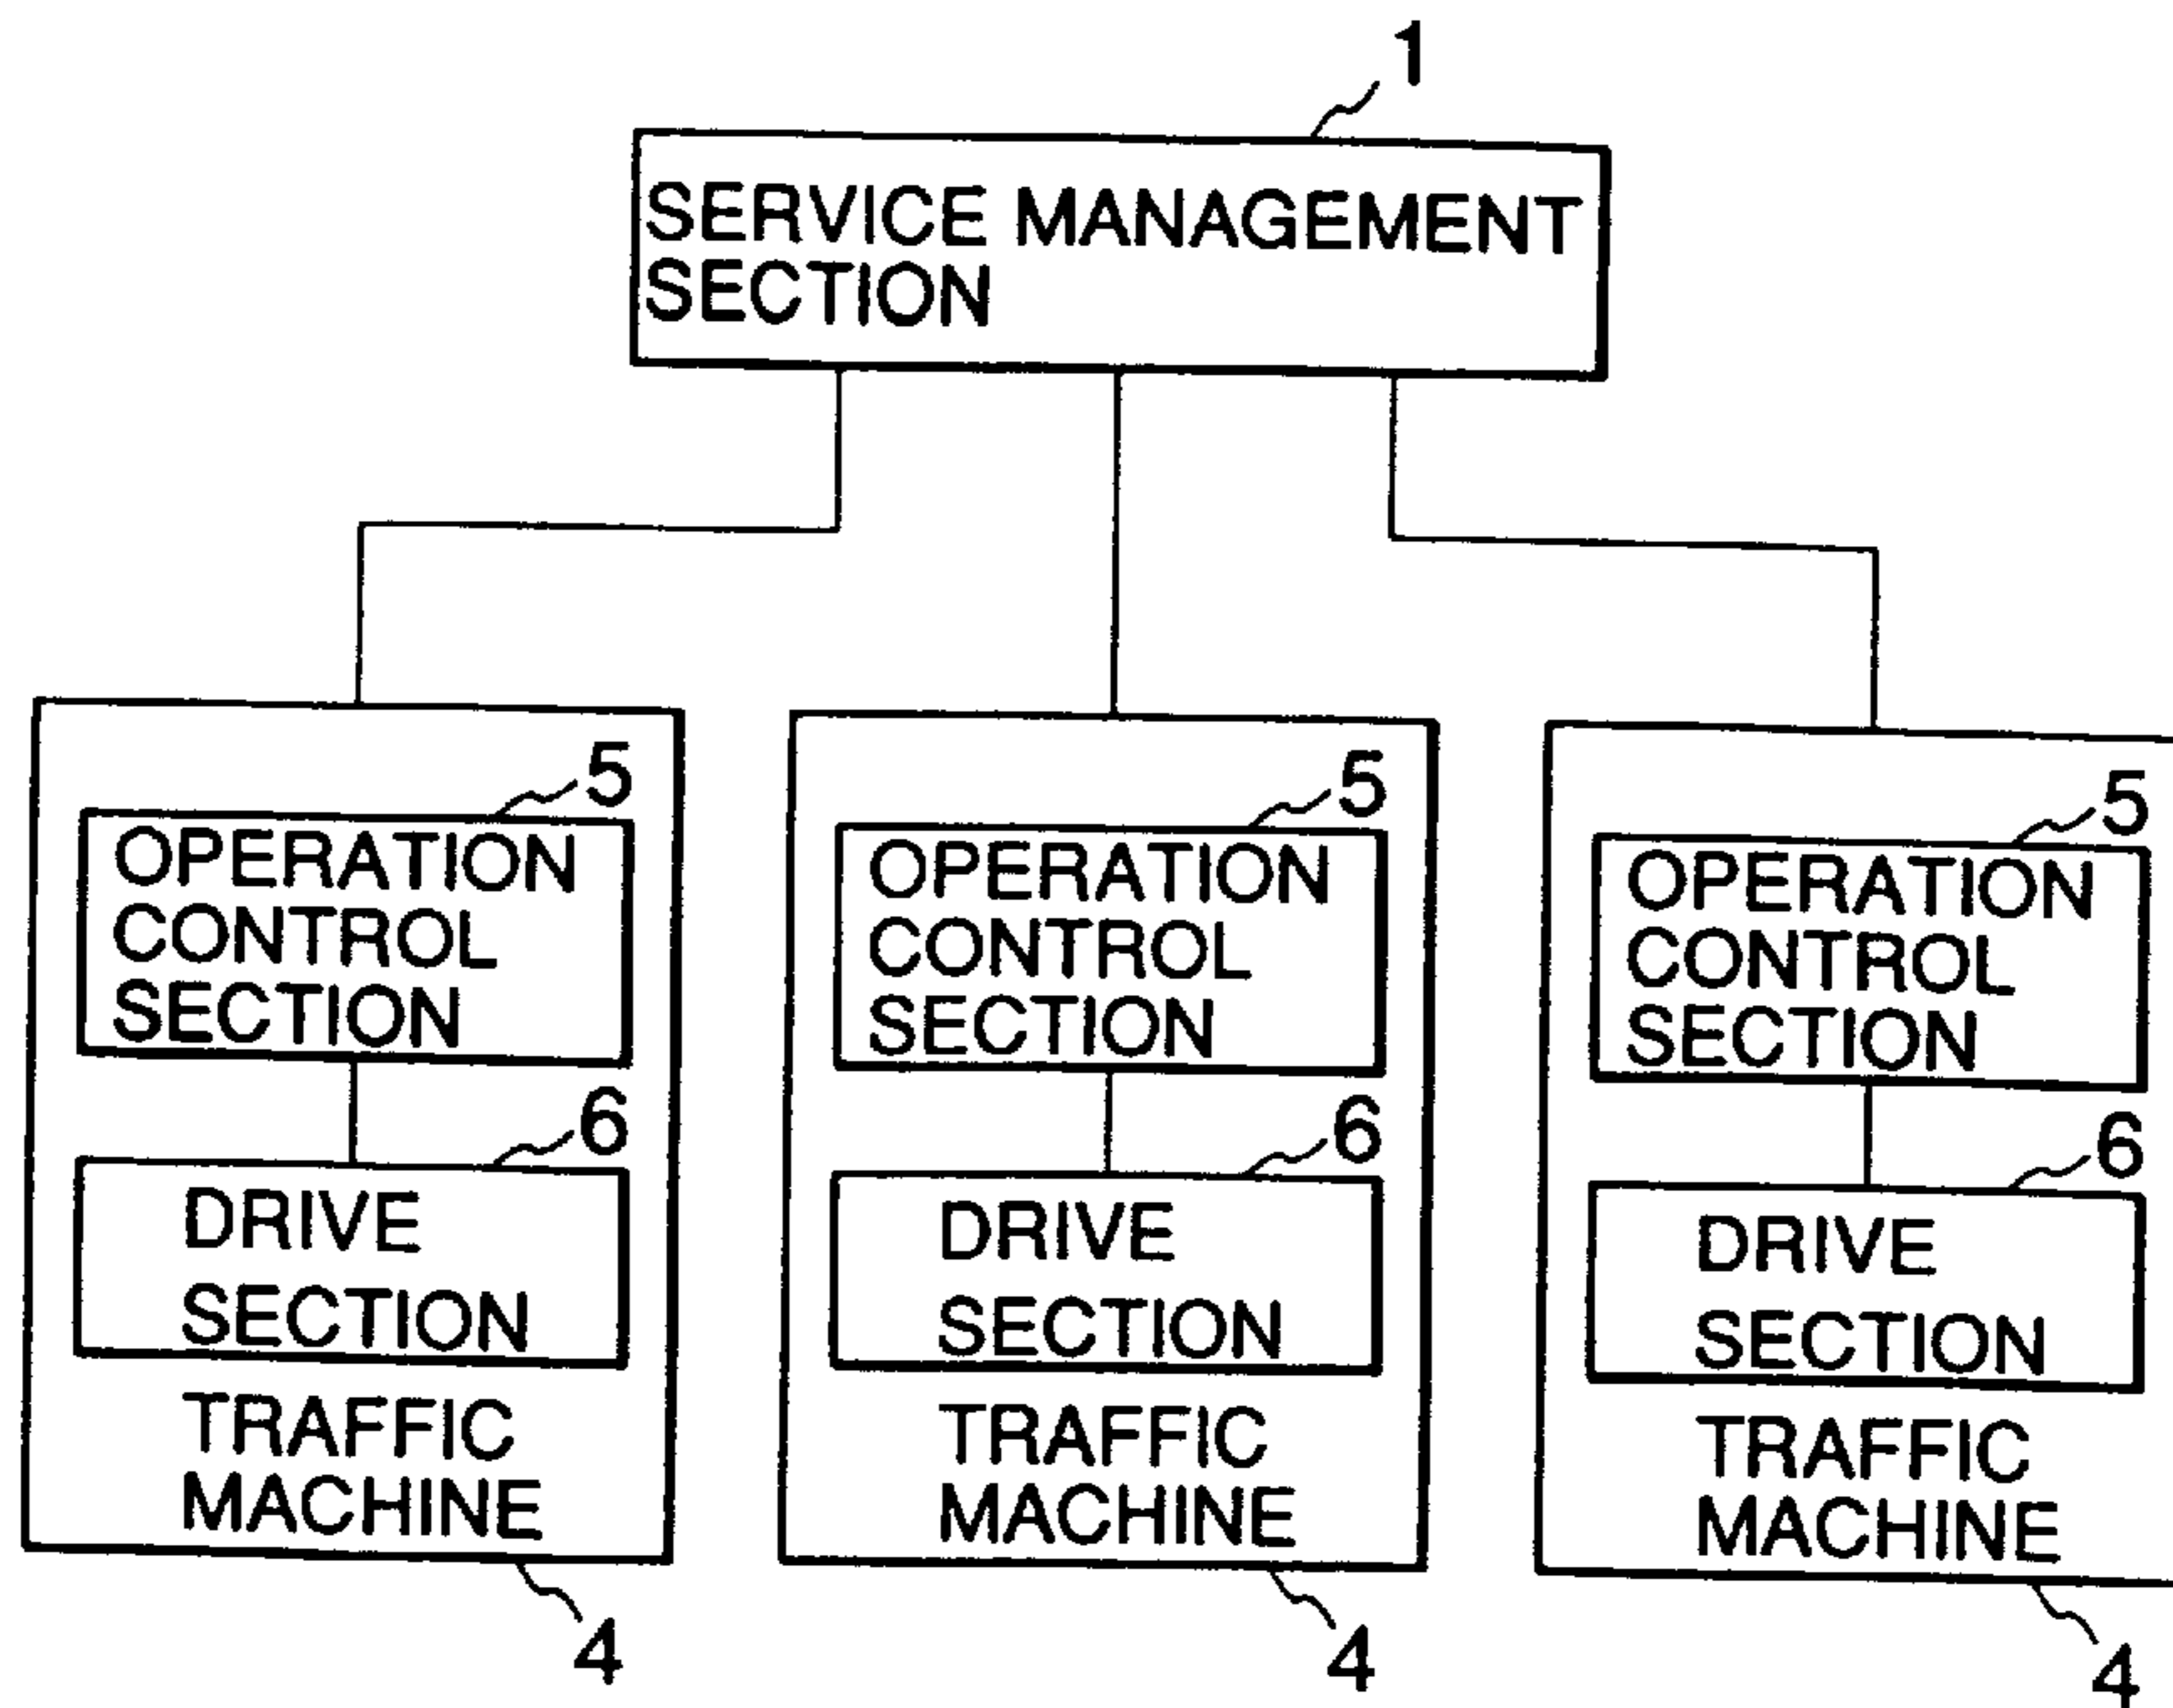 1
SERVICE MANAGEMENT
SECTION
5
OPERATION
CONTROL
SECTION
6
DRIVE
SECTION
TRAFFIC
MACHINE
4
5
OPERATION
CONTROL
SECTION
6
DRIVE
SECTION
TRAFFIC
MACHINE
4
5
OPERATION
CONTROL
SECTION
6
DRIVE
SECTION
TRAFFIC
MACHINE
4